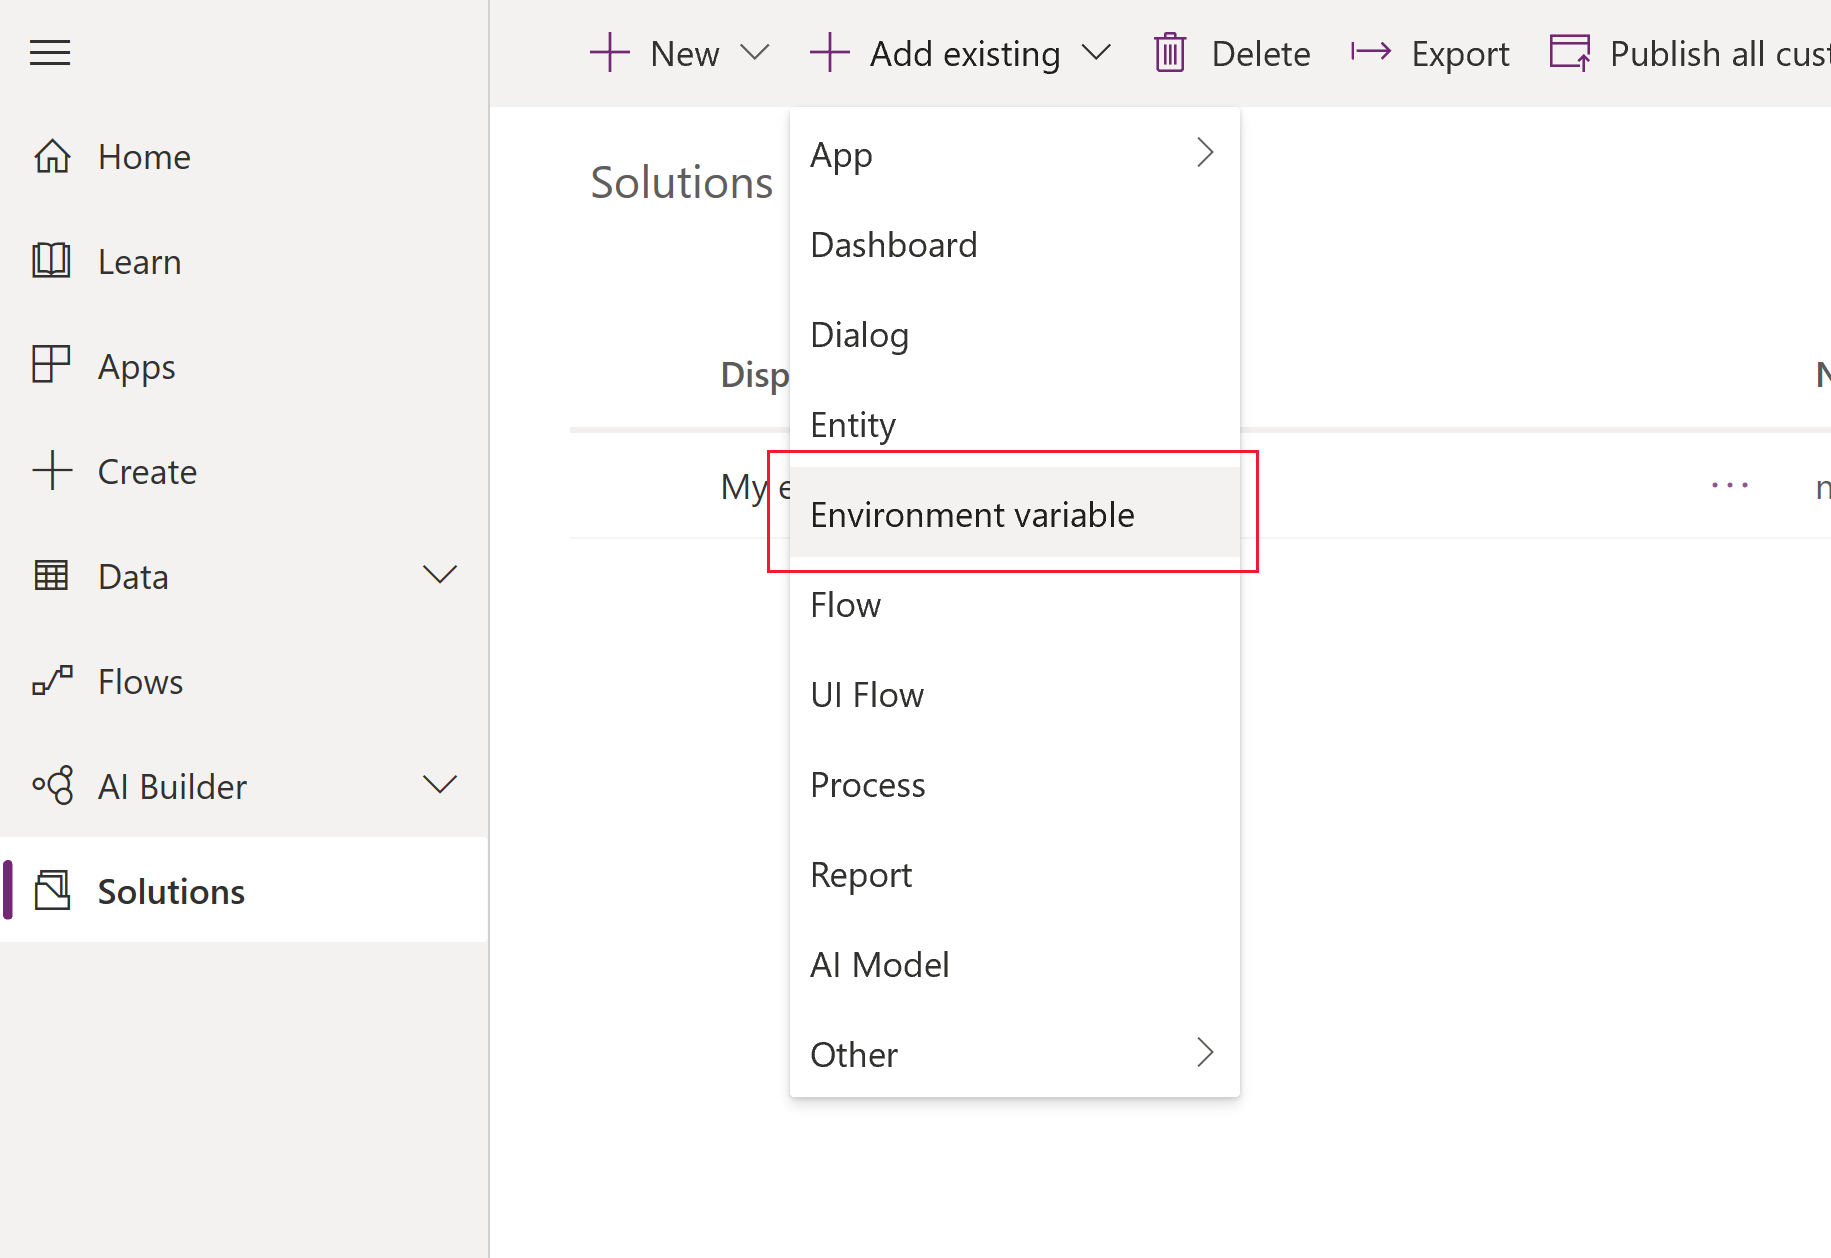 New
Add existing
Delete
Export
Publish all cust
Home
Learn
Apps
Create
Data
Flows
AI Builder
Solutions
Solutions
Disp
My e
App
Dashboard
Dialog
Entity
Environment variable
Flow
UI Flow
Process
Report
AI Model
Other
N
n